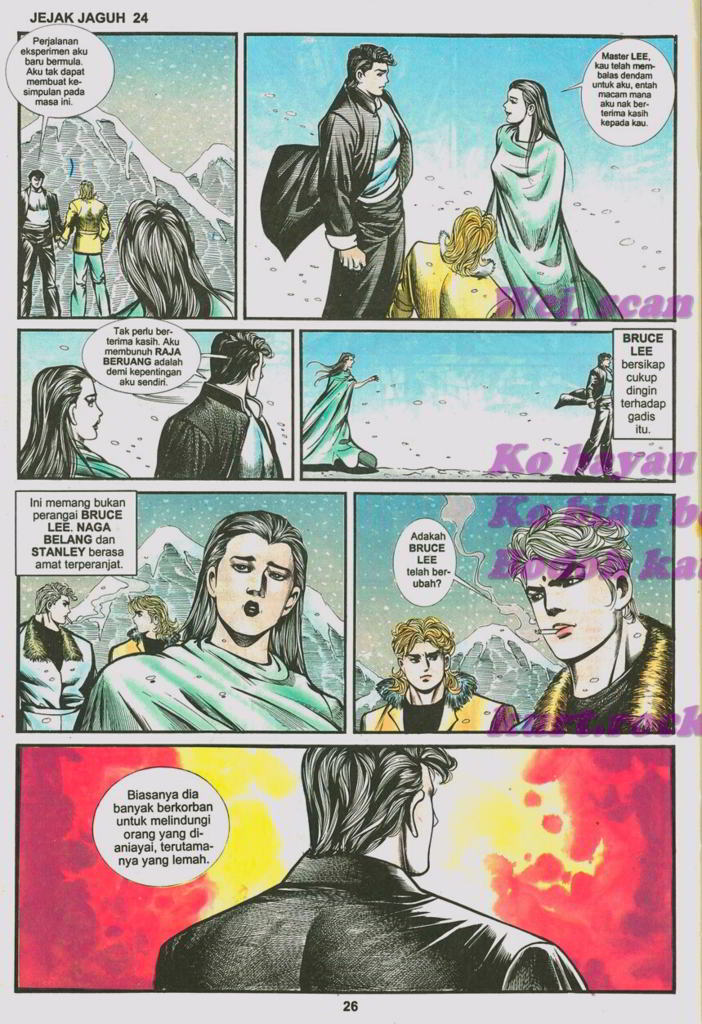 JEJAK JAGUH 24
Perjalanan
eksperimen aku
baru bermula.
Aku tak dapat
membuat ke-
simpulan pada
masa ini.
Master LEE,
kau telah mem-
balas dendam
untuk aku, entah
macam mana
aku nak ber-
terima kasih
kepada kau.
Wei, scan
Tak perlu ber-
terima kasih. Aku
membunuh RAJA
BERUANG adalah
demi kepentingan
aku sendiri.
BRUCE
LEE
bersikap
cukup
dingin
terhadap
gadis
itu.
Ini memang bukan
perangai BRUCE
LEE. NAGA
BELANG dan
STANLEY berasa
amat terperanjat.
Adakah
BRUCE
LEE
telah ber-
ubah?
Biasanya dia
banyak berkorban
untuk melindungi
orang yang di-
aniayai, terutama-
nya yang lemah.
26